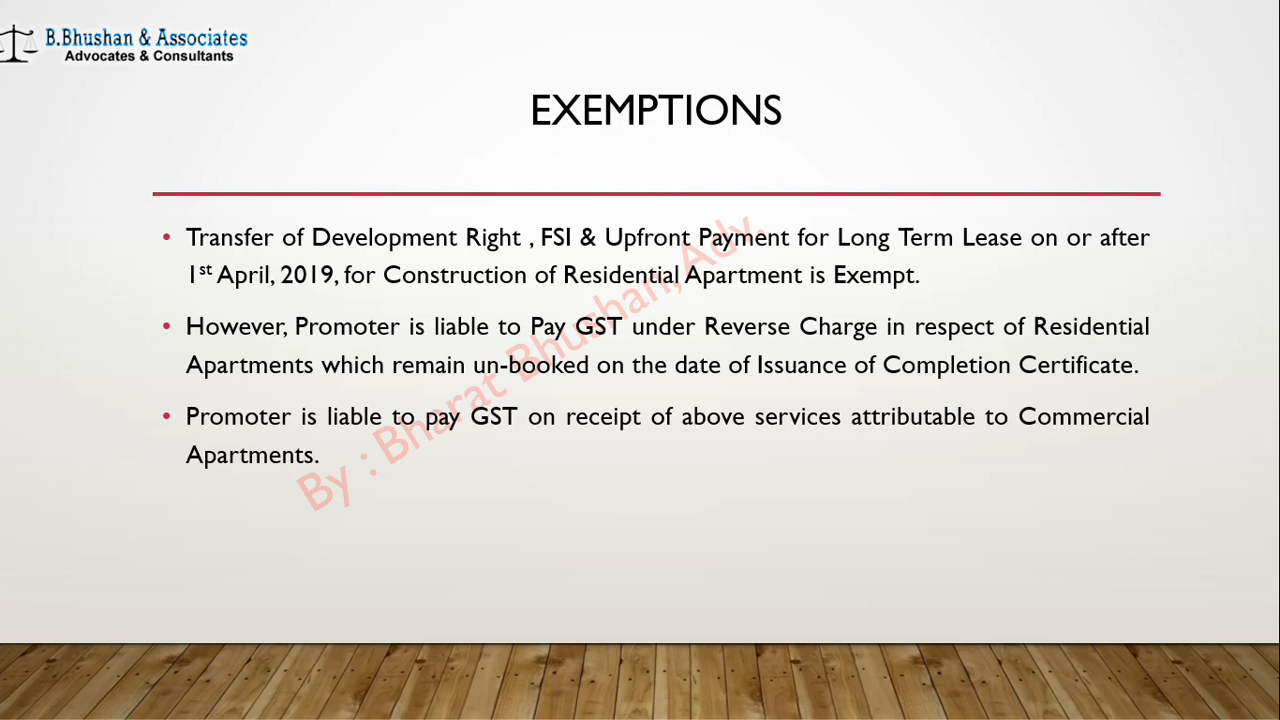 B.Bhushan & Associates
Advocates & Consultants
EXEMPTIONS
• Transfer of Development Right , FSI & Upfront Payment for Long Term Lease on or after
1st April, 2019, for Construction of Residential Apartment is Exempt.
• However, Promoter is liable to Pay GST under Reverse Charge in respect of Residential
Apartments which remain un-booked on the date of Issuance of Completion Certificate.
• Promoter is liable to pay GST on receipt of above services attributable to Commercial
Apartments.
By : Bharat Bhushan, Adv.